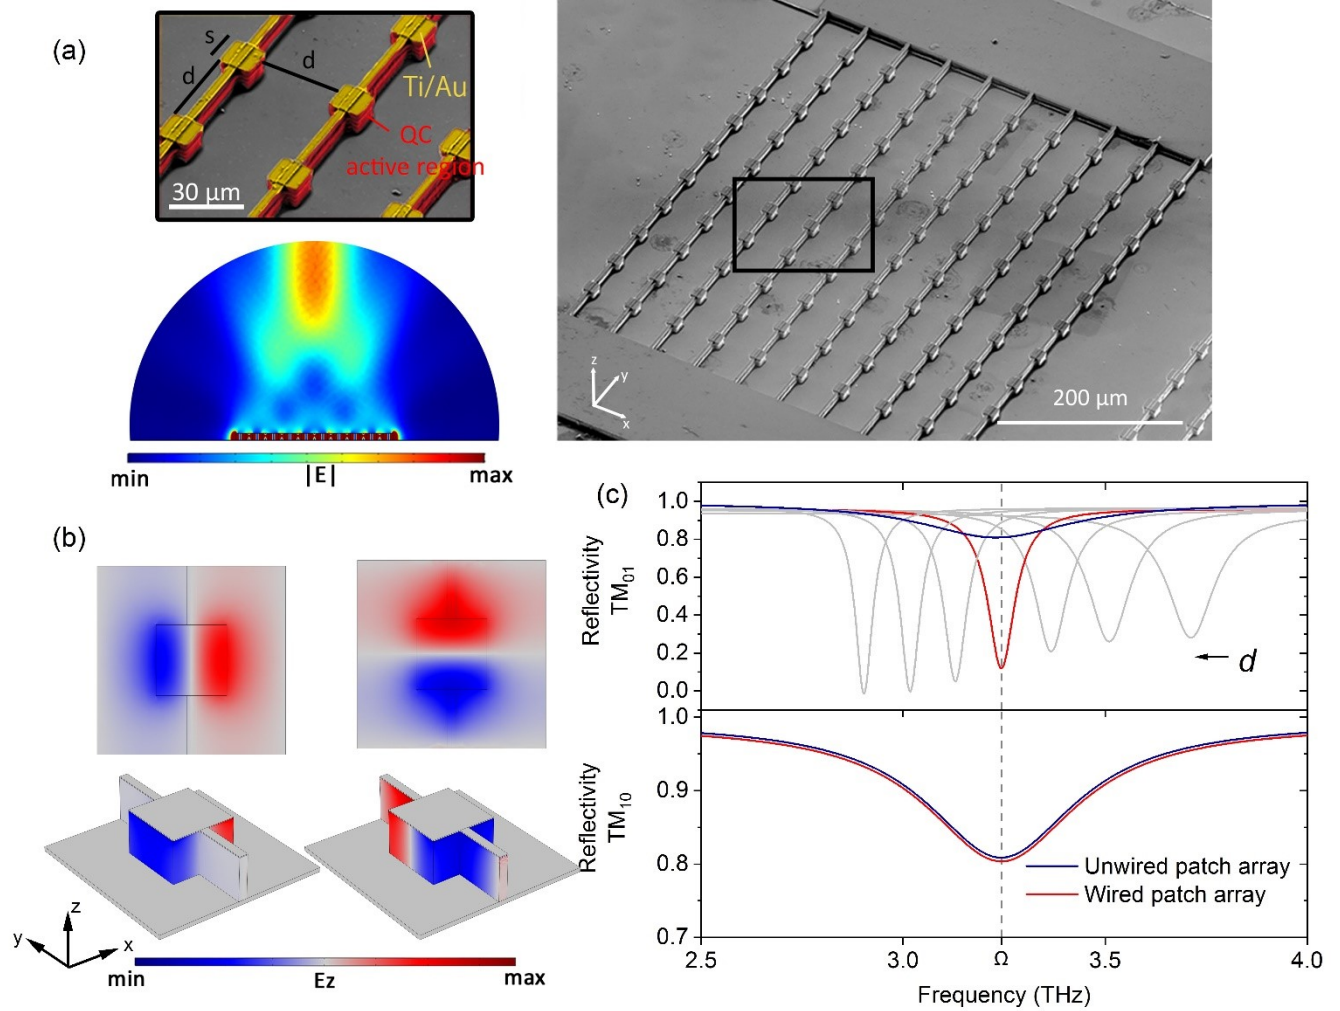 (a)
s
d
d
Ti/Au
QC
active region
30 µm
min
|E|
max
z
y
x
200 µm
(b)
z
y
x
min
Ez
max
(c)
Reflectivity
TM01
1.0
0.8
0.6
0.4
0.2
0.0
d
Reflectivity
TM10
1.0
0.9
0.8
0.7
Unwired patch array
Wired patch array
2.5
3.0
Ω
3.5
4.0
Frequency (THz)